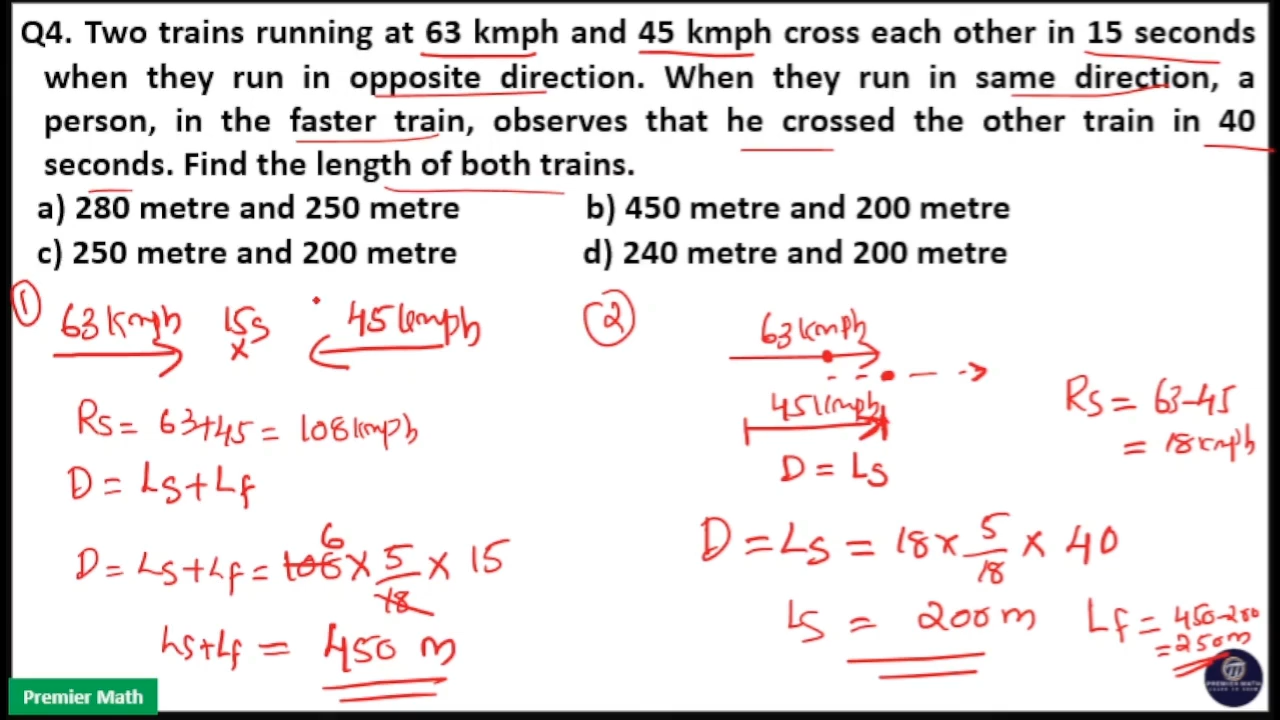 Q4. Two trains running at 63 kmph and 45 kmph cross each other in 15 seconds
when they run in opposite direction. When they run in same direction, a
person, in the faster train, observes that he crossed the other train in 40
seconds. Find the length of both trains.
a) 280 metre and 250 metre b) 450 metre and 200 metre
c) 250 metre and 200 metre d) 240 metre and 200 metre
① 63 kmph 15s 45 kmph
x
Rs = 63+45 = 108 kmph
D = Ls + Lf
D = Ls + Lf = 108 6 × 5/18 × 15
Ls+Lf = 450 m
②
63 kmph
45 kmph
D = Ls
Rs = 63-45
= 18 kmph
D = Ls = 18 × 5/18 × 40
Ls = 200 m
Lf = 450-200
= 250 m
Premier Math
PREMIER MATH